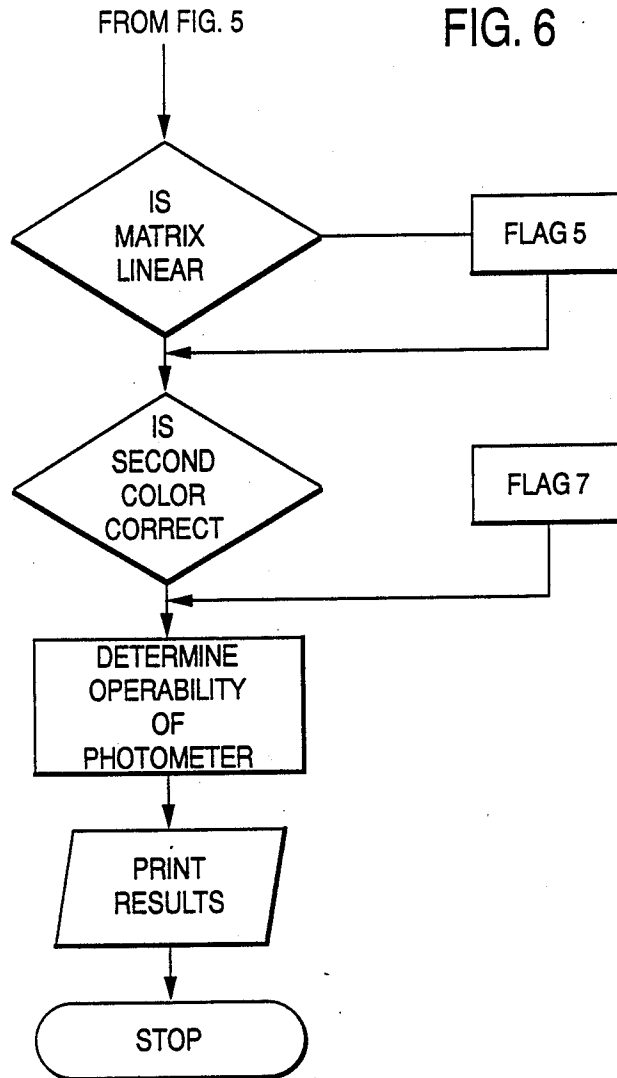 FROM FIG. 5
FIG. 6
IS
MATRIX
LINEAR
FLAG 5
IS
SECOND
COLOR
CORRECT
FLAG 7
DETERMINE
OPERABILITY
OF
PHOTOMETER
PRINT
RESULTS
STOP